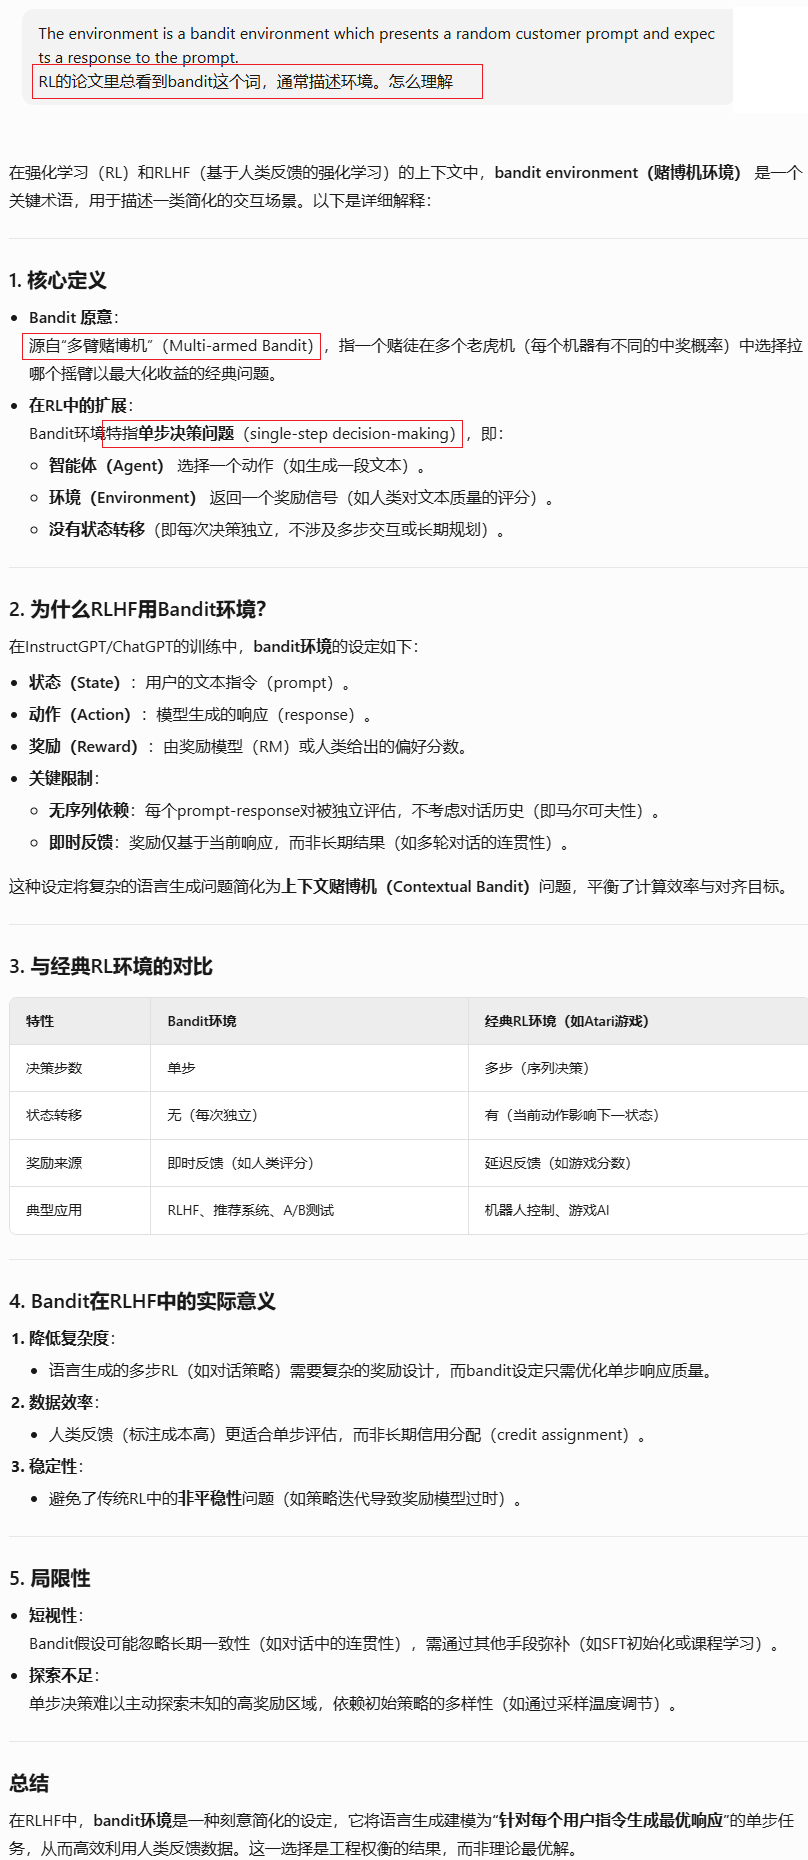 The environment is a bandit environment which presents a random customer prompt and expec
ts a response to the prompt.
RL的论文里总看到bandit这个词，通常描述环境。怎么理解
在强化学习（RL）和RLHF（基于人类反馈的强化学习）的上下文中，bandit environment（赌博机环境） 是一个
关键术语，用于描述一类简化的交互场景。以下是详细解释：
1. 核心定义
• Bandit 原意：
源自“多臂赌博机”（Multi-armed Bandit），指一个赌徒在多个老虎机（每个机器有不同的中奖概率）中选择拉
哪个摇臂以最大化收益的经典问题。
• 在RL中的扩展：
Bandit环境特指单步决策问题（single-step decision-making），即：
○ 智能体（Agent） 选择一个动作（如生成一段文本）。
○ 环境（Environment） 返回一个奖励信号（如人类对文本质量的评分）。
○ 没有状态转移（即每次决策独立，不涉及多步交互或长期规划）。
2. 为什么RLHF用Bandit环境？
在InstructGPT/ChatGPT的训练中，bandit环境的设定如下：
• 状态（State）：用户的文本指令（prompt）。
• 动作（Action）：模型生成的响应（response）。
• 奖励（Reward）：由奖励模型（RM）或人类给出的偏好分数。
• 关键限制：
○ 无序列依赖：每个prompt-response对被独立评估，不考虑对话历史（即马尔可夫性）。
○ 即时反馈：奖励仅基于当前响应，而非长期结果（如多轮对话的连贯性）。
这种设定将复杂的语言生成问题简化为上下文赌博机（Contextual Bandit）问题，平衡了计算效率与对齐目标。
3. 与经典RL环境的对比
特性 Bandit环境 经典RL环境（如Atari游戏）
决策步数 单步 多步（序列决策）
状态转移 无（每次独立） 有（当前动作影响下一状态）
奖励来源 即时反馈（如人类评分） 延迟反馈（如游戏分数）
典型应用 RLHF、推荐系统、A/B测试 机器人控制、游戏AI
4. Bandit在RLHF中的实际意义
1. 降低复杂度：
• 语言生成的多步RL（如对话策略）需要复杂的奖励设计，而bandit设定只需优化单步响应质量。
2. 数据效率：
• 人类反馈（标注成本高）更适合单步评估，而非长期信用分配（credit assignment）。
3. 稳定性：
• 避免了传统RL中的非平稳性问题（如策略迭代导致奖励模型过时）。
5. 局限性
• 短视性：
Bandit假设可能忽略长期一致性（如对话中的连贯性），需通过其他手段弥补（如SFT初始化或课程学习）。
• 探索不足：
单步决策难以主动探索未知的高奖励区域，依赖初始策略的多样性（如通过采样温度调节）。
总结
在RLHF中，bandit环境是一种刻意简化的设定，它将语言生成建模为“针对每个用户指令生成最优响应”的单步任
务，从而高效利用人类反馈数据。这一选择是工程权衡的结果，而非理论最优解。